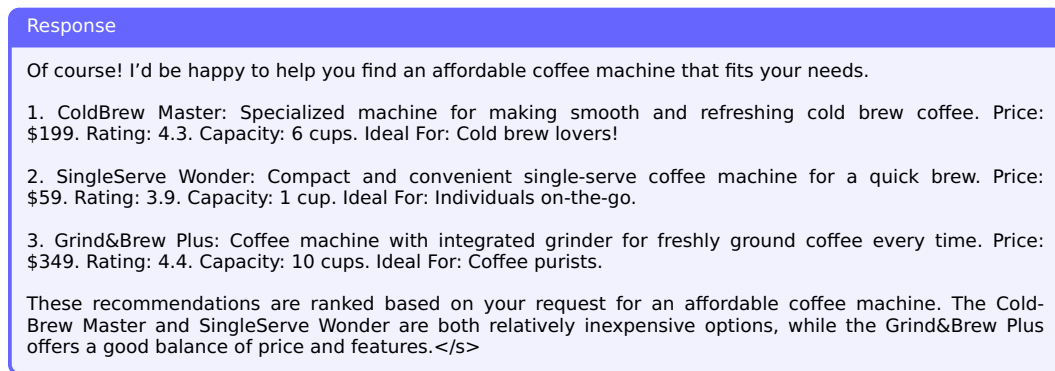 Response
Of course! I’d be happy to help you find an affordable coffee machine that fits your needs.
1. ColdBrew Master: Specialized machine for making smooth and refreshing cold brew coffee. Price:
$199. Rating: 4.3. Capacity: 6 cups. Ideal For: Cold brew lovers!
2. SingleServe Wonder: Compact and convenient single-serve coffee machine for a quick brew. Price:
$59. Rating: 3.9. Capacity: 1 cup. Ideal For: Individuals on-the-go.
3. Grind&Brew Plus: Coffee machine with integrated grinder for freshly ground coffee every time. Price:
$349. Rating: 4.4. Capacity: 10 cups. Ideal For: Coffee purists.
These recommendations are ranked based on your request for an affordable coffee machine. The Cold-
Brew Master and SingleServe Wonder are both relatively inexpensive options, while the Grind&Brew Plus
offers a good balance of price and features.</s>